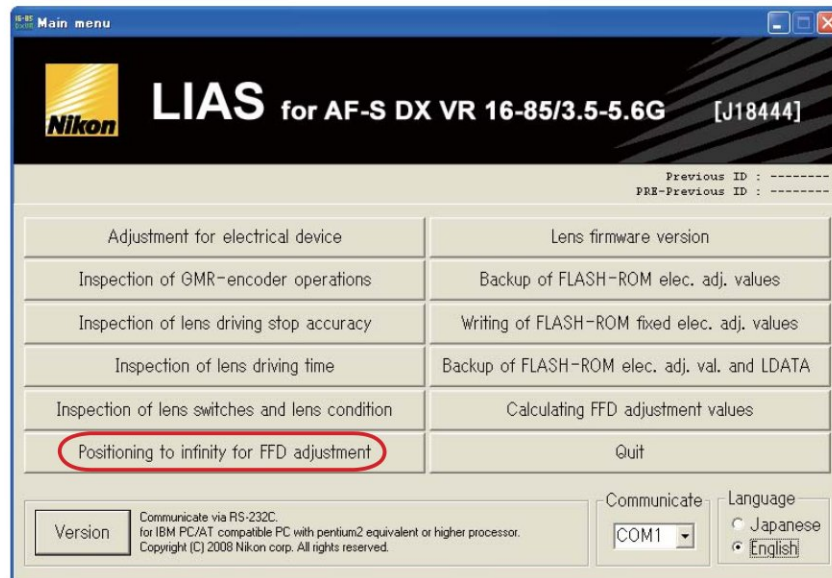 16-85
DXVR
Main menu
Nikon
LIAS for AF-S DX VR 16-85/3.5-5.6G [J18444]
Previous ID : --------
PRE-Previous ID : --------
Adjustment for electrical device
Lens firmware version
Inspection of GMR-encoder operations
Backup of FLASH-ROM elec. adj. values
Inspection of lens driving stop accuracy
Writing of FLASH-ROM fixed elec. adj. values
Inspection of lens driving time
Backup of FLASH-ROM elec. adj. val. and LDATA
Inspection of lens switches and lens condition
Calculating FFD adjustment values
Positioning to infinity for FFD adjustment
Quit
Version
Communicate via RS-232C.
for IBM PC/AT compatible PC with pentium2 equivalent or higher processor.
Copyright (C) 2008 Nikon corp. All rights reserved.
Communicate
COM1
Language
Japanese
English